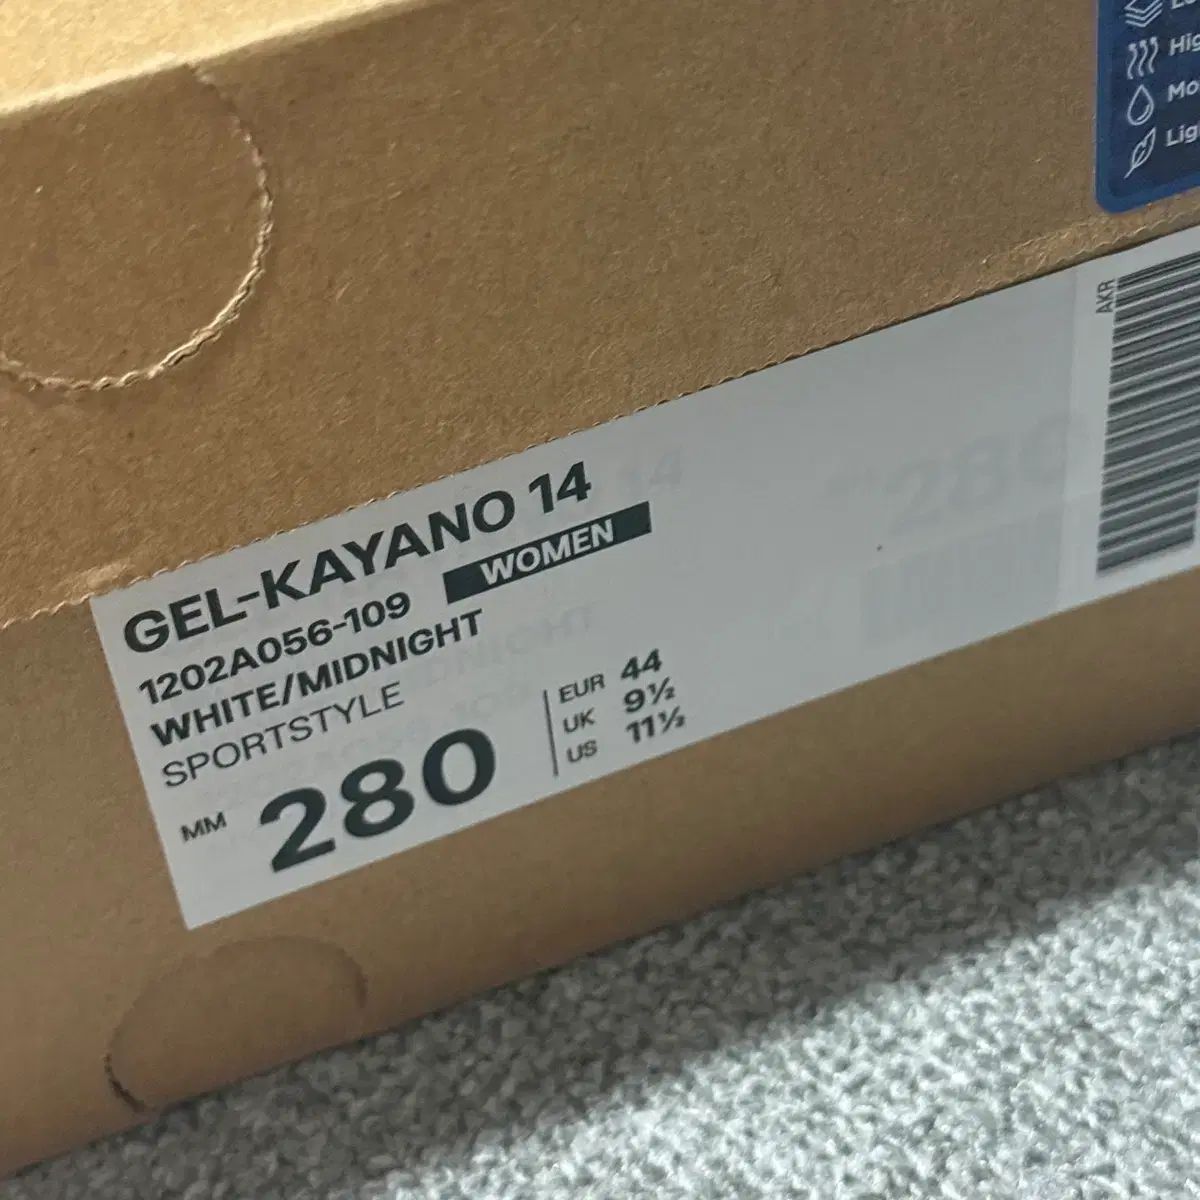 GEL-KAYANO 14
1202A056-109 WOMEN
WHITE/MIDNIGHT
SPORTSTYLE
MM 280
EUR 44
UK 9½
US 11½
AKR